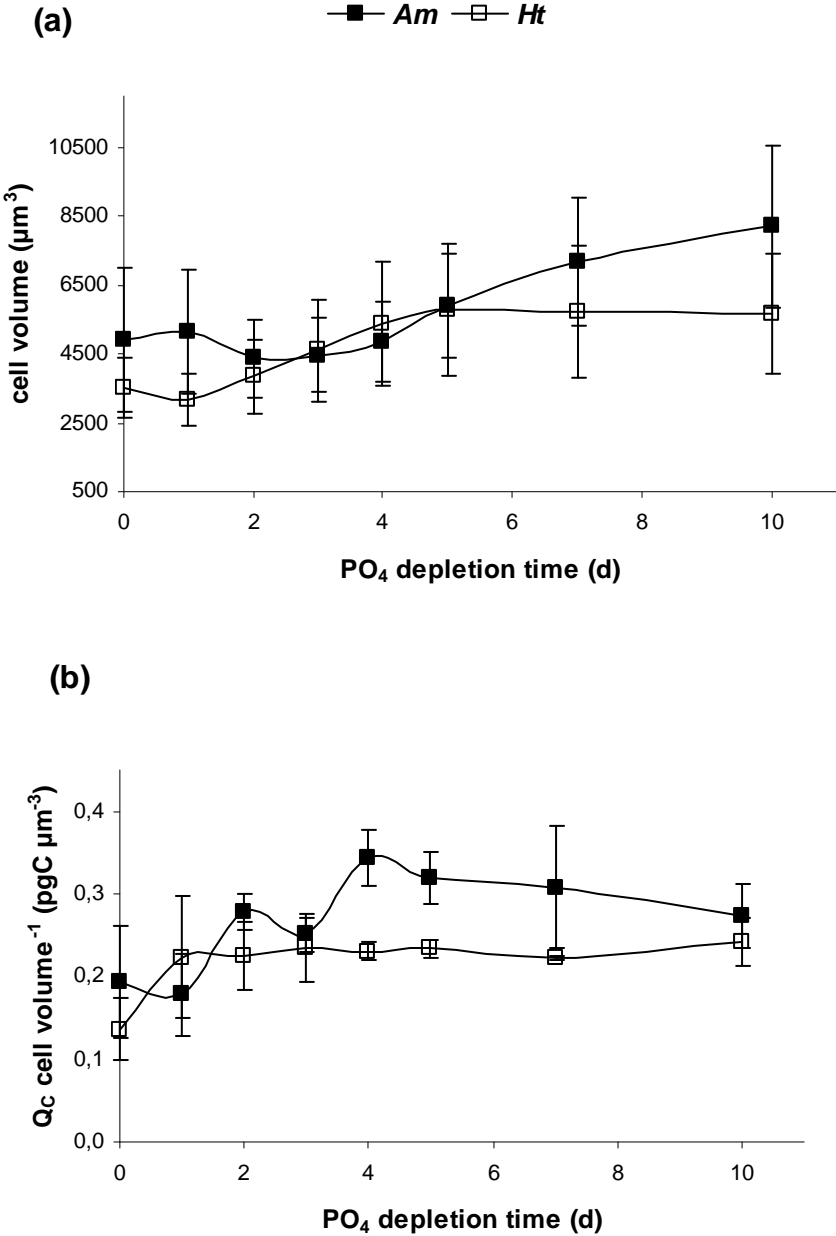 (a)
Am Ht
10500
8500
6500
4500
2500
500
cell volume (µm³)
0 2 4 6 8 10
PO₄ depletion time (d)
(b)
0,4
0,3
0,2
0,1
0,0
Qc cell volume⁻¹ (pgC µm⁻³)
0 2 4 6 8 10
PO₄ depletion time (d)